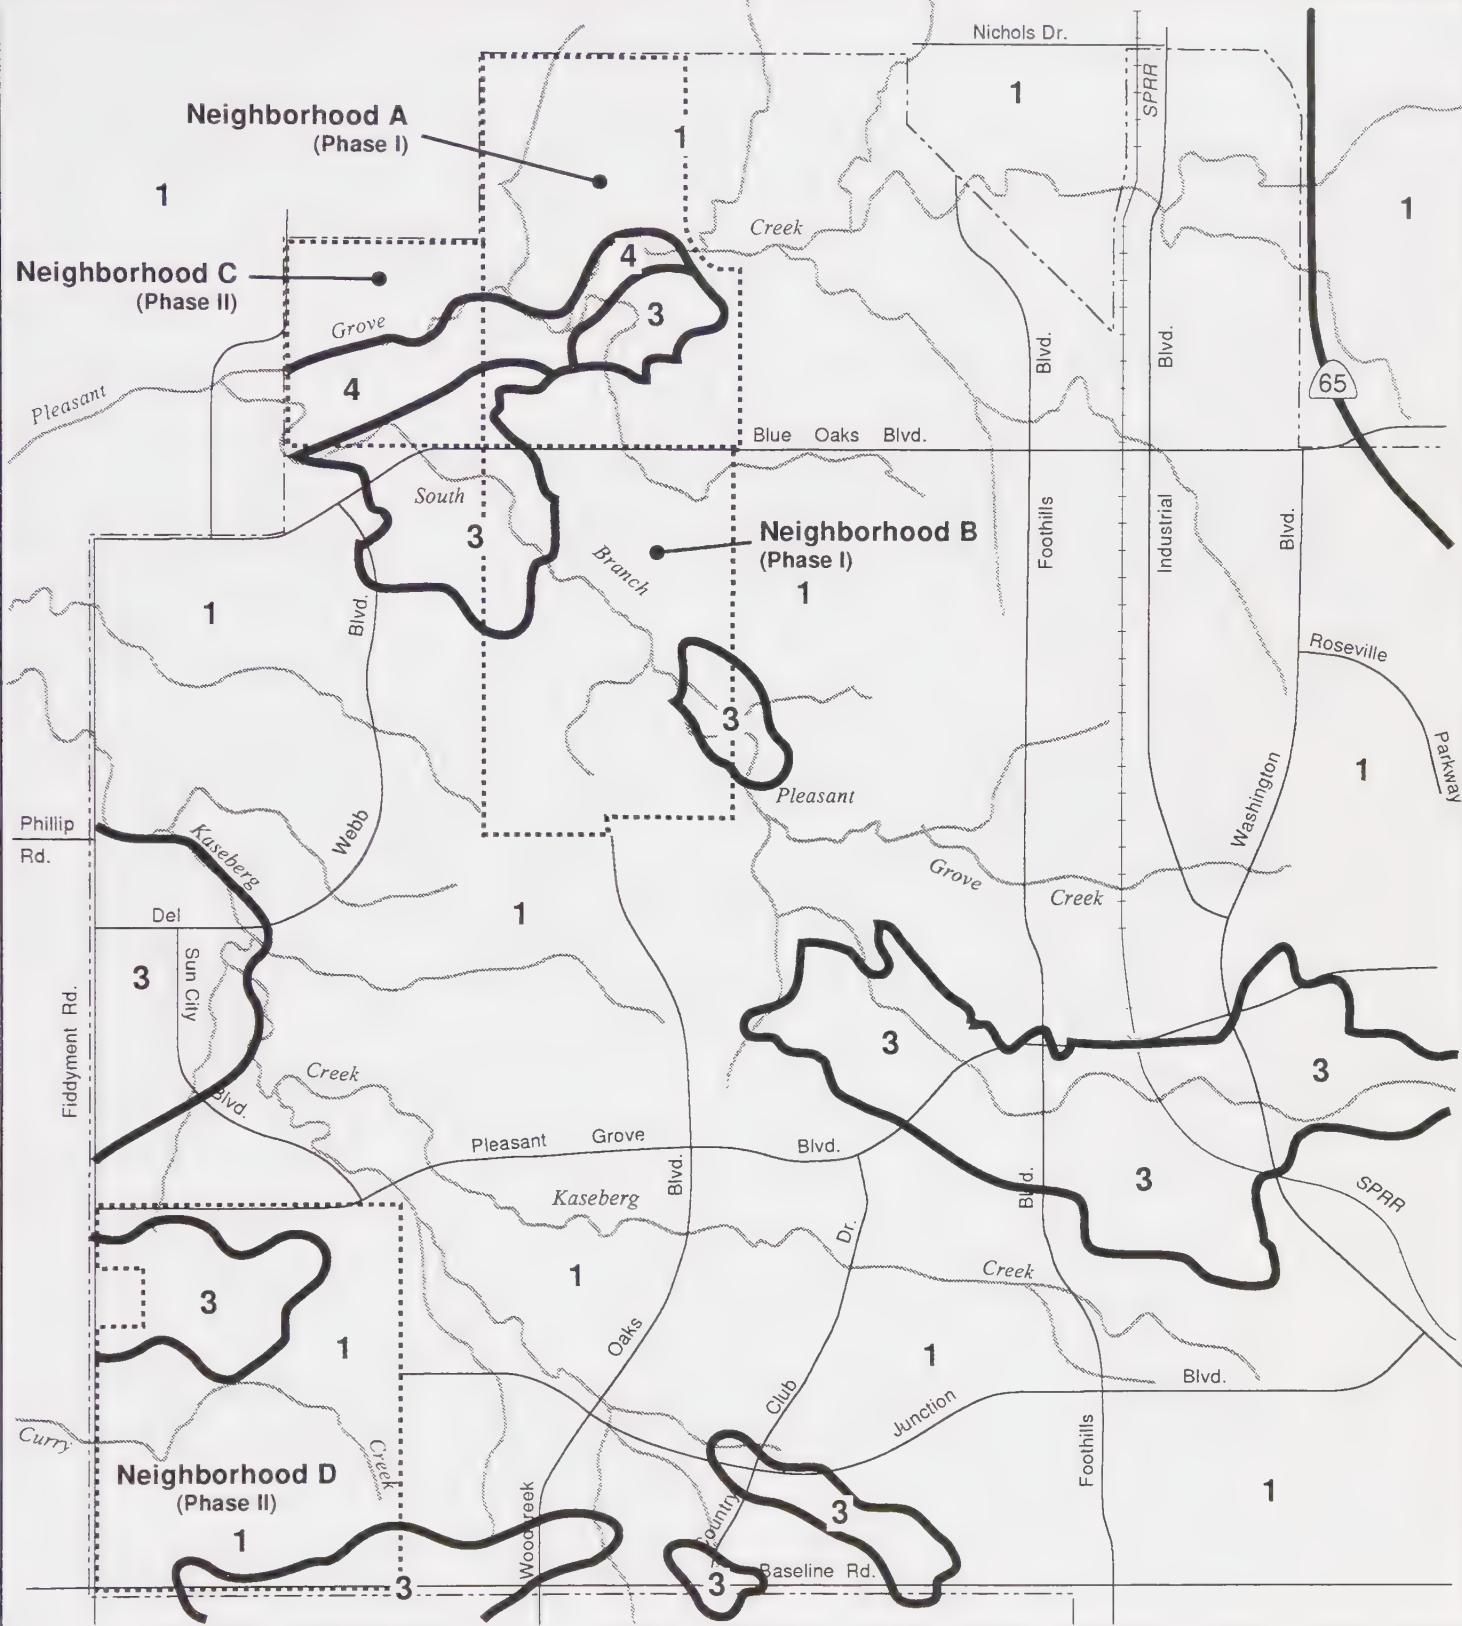 Nichols Dr.
SPRR
1
Neighborhood A
(Phase I)
1
1
1
Creek
Neighborhood C
(Phase II)
4
3
Grove
Blvd.
Blvd.
65
Pleasant
4
Blue Oaks Blvd.
South
3
Foothills
Industrial
Blvd.
Neighborhood B
(Phase I)
Branch
1
1
Blvd.
Roseville
Parkway
3
1
Pleasant
Washington
Phillip
Rd.
Kaseberg
Webb
Grove
Creek
Del
1
3
Sun City
Fiddyment Rd.
3
3
Creek
Blvd.
Pleasant Grove Blvd.
Blvd.
Blvd.
3
SPRR
Kaseberg
Dr.
Creek
1
3
1
Oaks
1
Blvd.
Club
Junction
Curry
Creek
Foothills
Neighborhood D
(Phase II)
1
Woodcreek
3
1
Country
3
3
Baseline Rd.